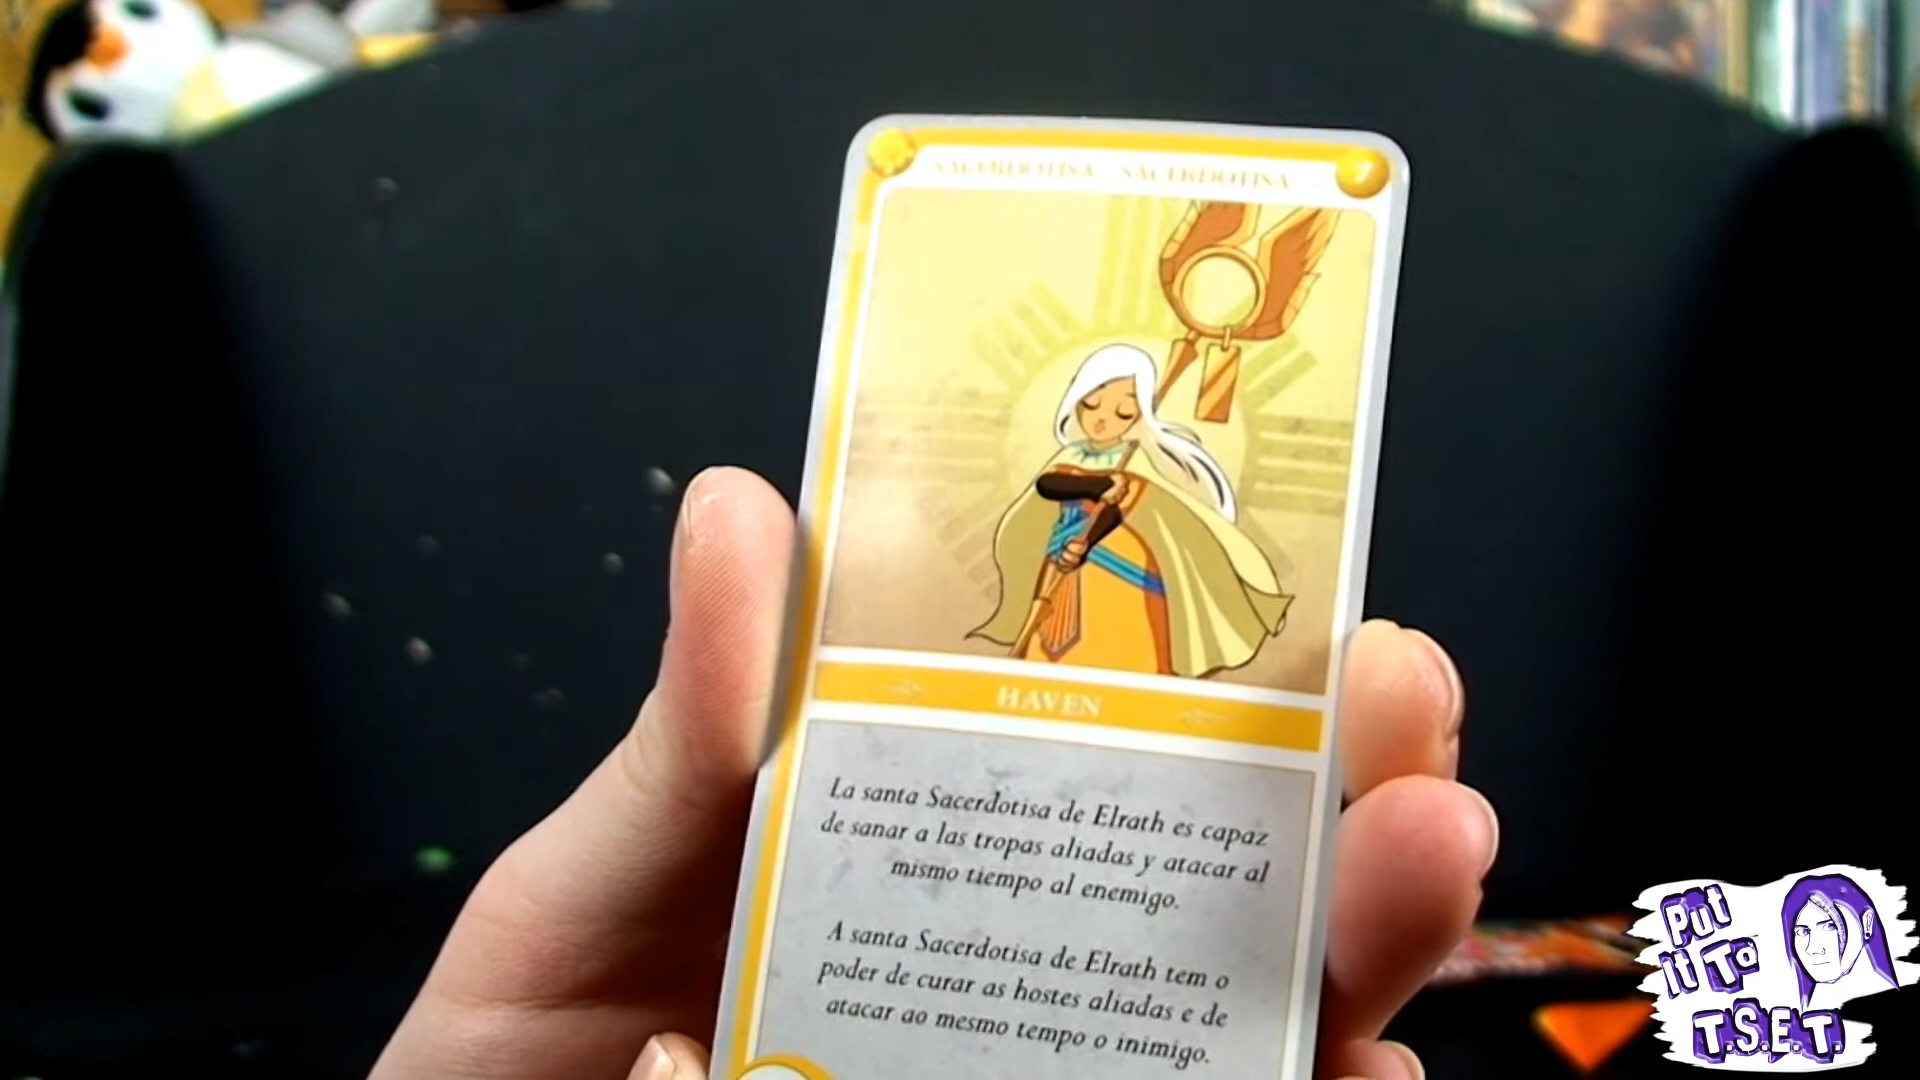 SACERDOTISA SACERDOTISA
HAVEN
La santa Sacerdotisa de Elrath es capaz
de sanar a las tropas aliadas y atacar al
mismo tiempo al enemigo.
A santa Sacerdotisa de Elrath tem o
poder de curar as hostes aliadas e de
atacar ao mesmo tempo o inimigo.
Put
It To
T.S.E.T.